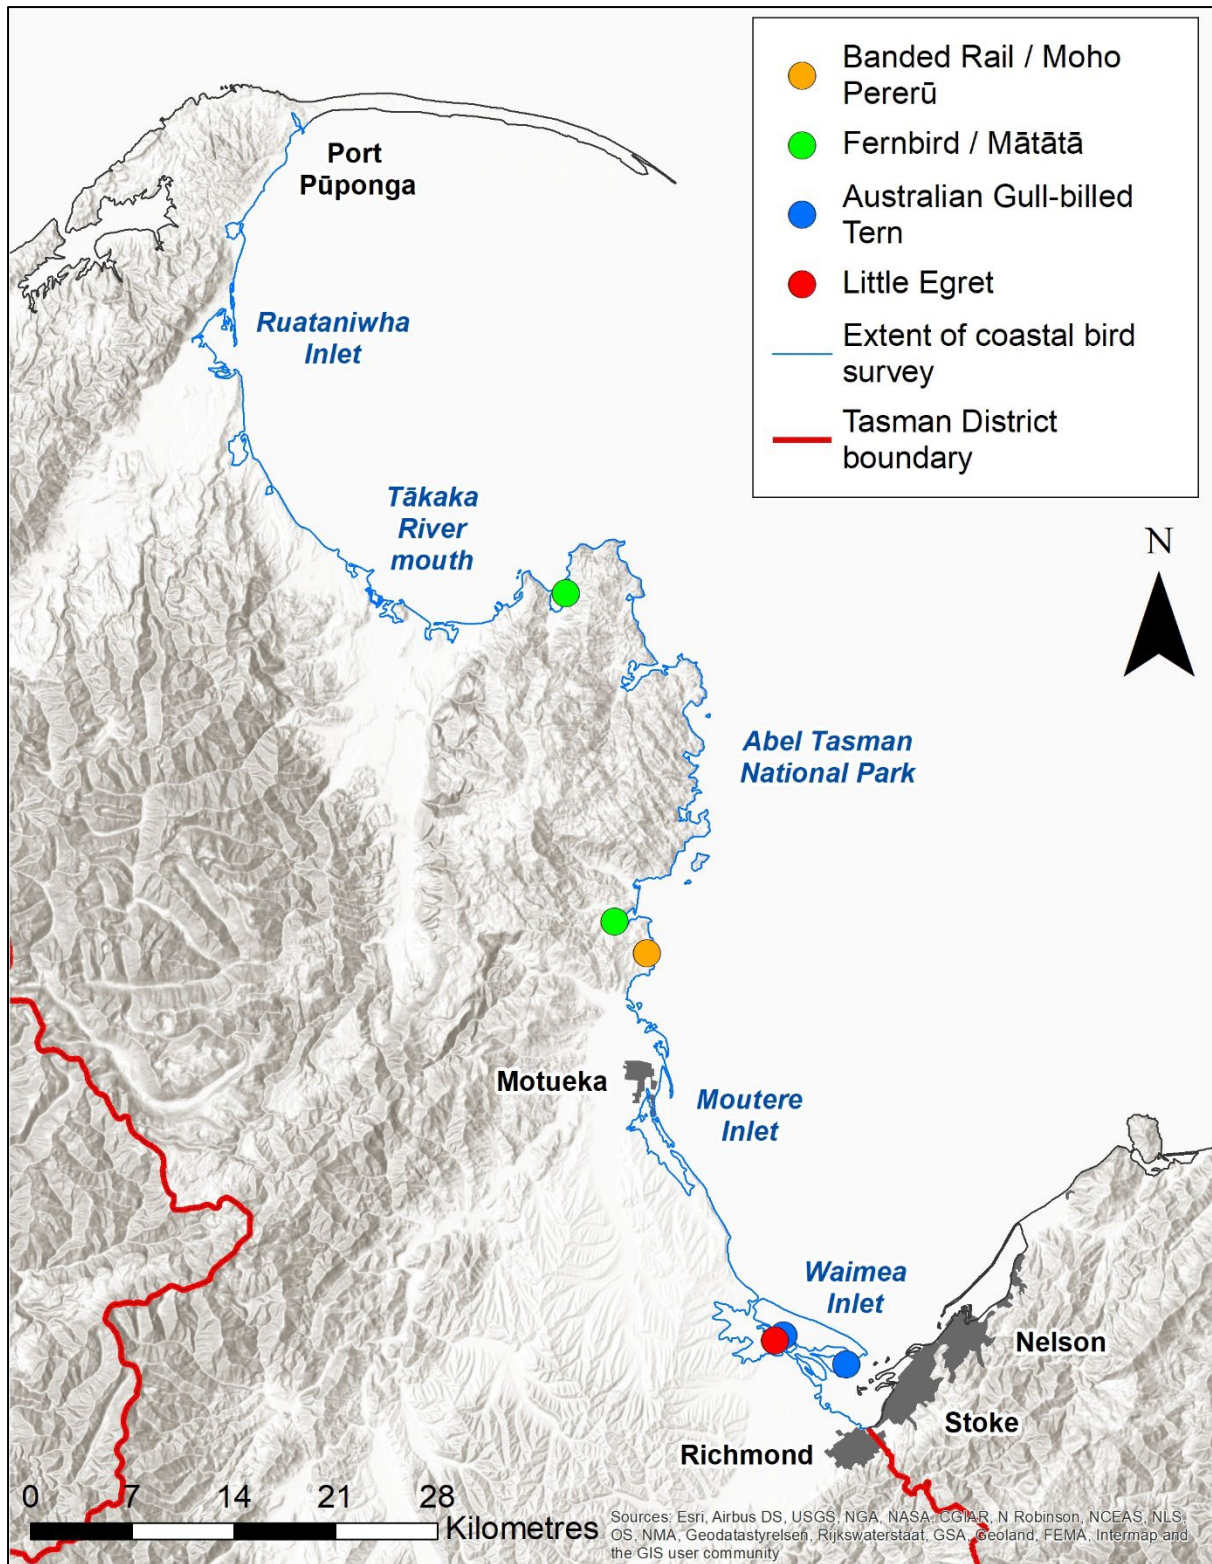 Banded Rail / Moho
Pererū
Fernbird / Mātātā
Australian Gull-billed
Tern
Little Egret
Extent of coastal bird
survey
Tasman District
boundary
Port
Pūponga
Ruataniwha
Inlet
Tākaka
River
mouth
N
Abel Tasman
National Park
Motueka
Moutere
Inlet
Waimea
Inlet
Nelson
Stoke
Richmond
0 7 14 21 28
Kilometres
Sources: Esri, Airbus DS, USGS, NGA, NASA, CGIAR, N Robinson, NCEAS, NLS,
OS, NMA, Geodatastyrelsen, Rijkswaterstaat, GSA, Geoland, FEMA, Intermap and
the GIS user community